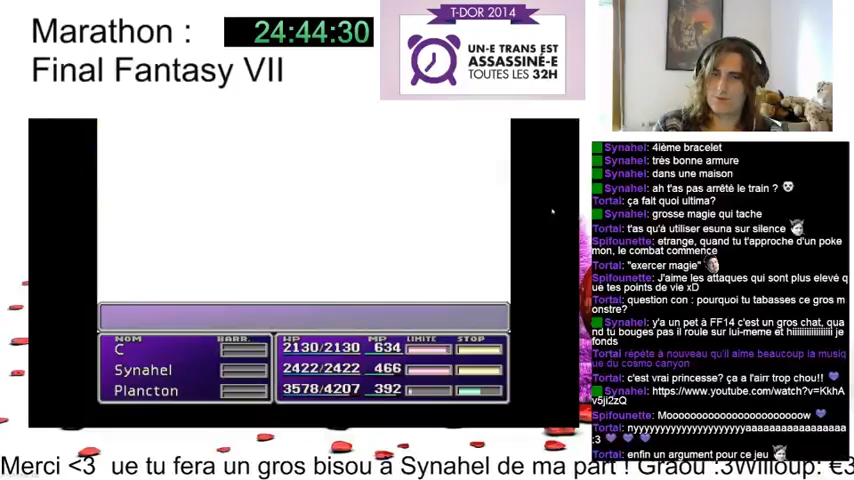 Marathon :
Final Fantasy VII
24:44:30
T-DOR 2014
UN-E TRANS EST
ASSASSINÉ-E
TOUTES LES 32H
NOM BARR. HP MP LIMITE STOP
C 2130/2130 634
Synahel 2422/2422 466
Plancton 3578/4207 392
Synahel: 4ième bracelet
Synahel: très bonne armure
Synahel: dans une maison
Synahel: ah t'as pas arrêté le train ?
Tortal: ça fait quoi ultima?
Synahel: grosse magie qui tache
Tortal: t'as qu'à utiliser esuna sur silence
Spifounette: etrange, quand tu t'approche d'un poke
mon, le combat commence
Tortal: "exercer magie"
Spifounette: J'aime les attaques qui sont plus elevé q
ue tes points de vie xD
Tortal: question con : pourquoi tu tabasses ce gros m
onstre?
Synahel: y'a un pet à FF14 c'est un gros chat, qua
nd tu bouges pas il roule sur lui-meme et hiiiiiiiiiiiiiii je
fonds
Tortal répète à nouveau qu'il aime beaucoup la musiq
ue du cosmo canyon
Tortal: c'est vrai princesse? ça a l'airr trop chou!!
Synahel: https://www.youtube.com/watch?v=KkhA
v5ji2zQ
Spifounette: Moooooooooooooooooooooow
Tortal: nyyyyyyyyyyyyyyyyyyyyyaaaaaaaaaaaaaaaaa
:3
Tortal: enfin un argument pour ce jeu
Merci <3 ue tu fera un gros bisou à Synahel de ma part ! Graou :3Willoup: €3